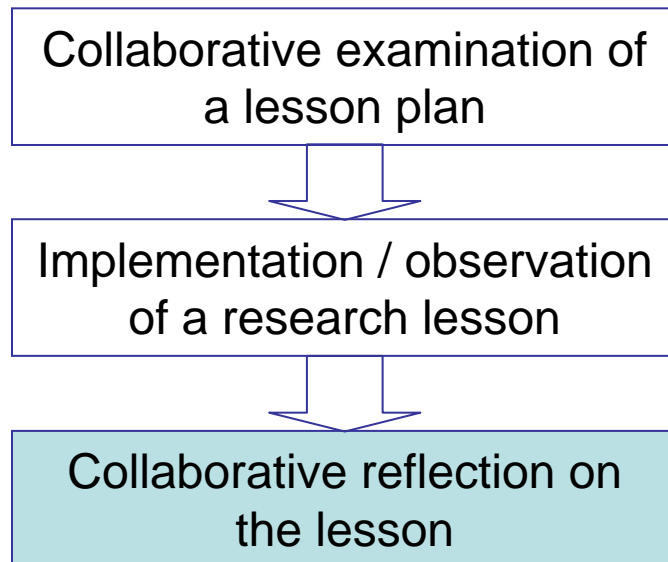 Collaborative examination of
a lesson plan
Implementation / observation
of a research lesson
Collaborative reflection on
the lesson